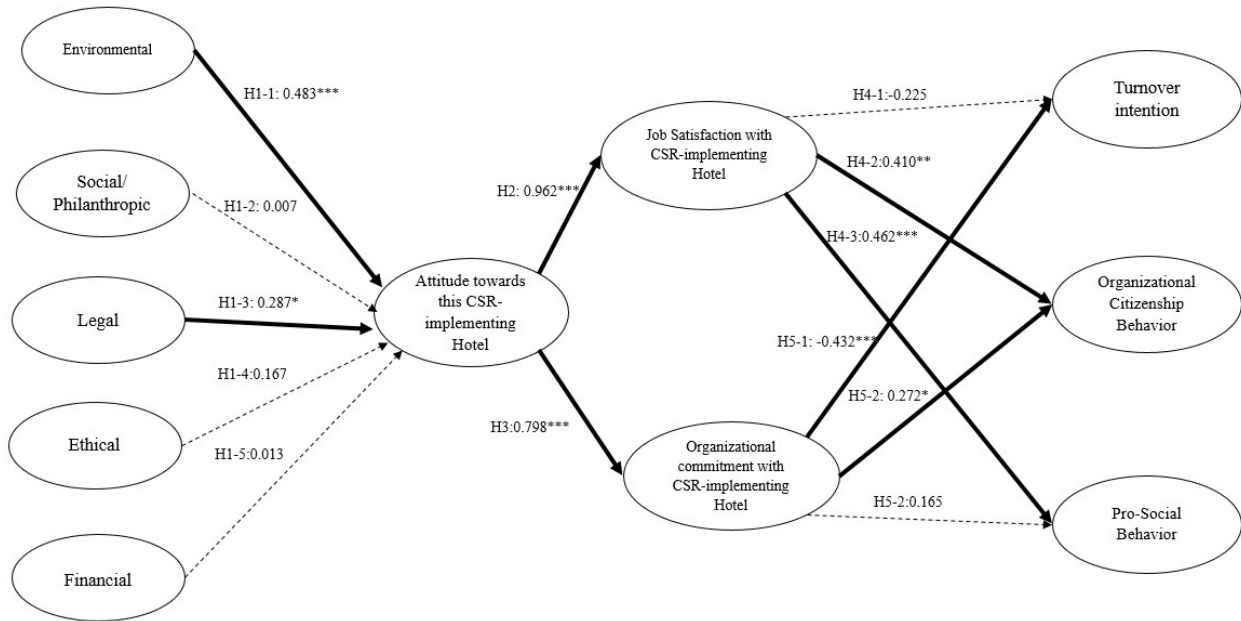 Environmental
H1-1: 0.483***
Social/
Philanthropic
H1-2: 0.007
Legal
H1-3: 0.287*
Ethical
H1-4:0.167
Financial
H1-5:0.013
Attitude towards
this CSR-
implementing
Hotel
H2: 0.962***
H3:0.798***
Job Satisfaction with
CSR-implementing
Hotel
Organizational
commitment with
CSR-implementing
Hotel
H4-1:-0.225
H4-2:0.410**
H4-3:0.462***
H5-1: -0.432***
H5-2: 0.272*
H5-2:0.165
Turnover
intention
Organizational
Citizenship
Behavior
Pro-Social
Behavior